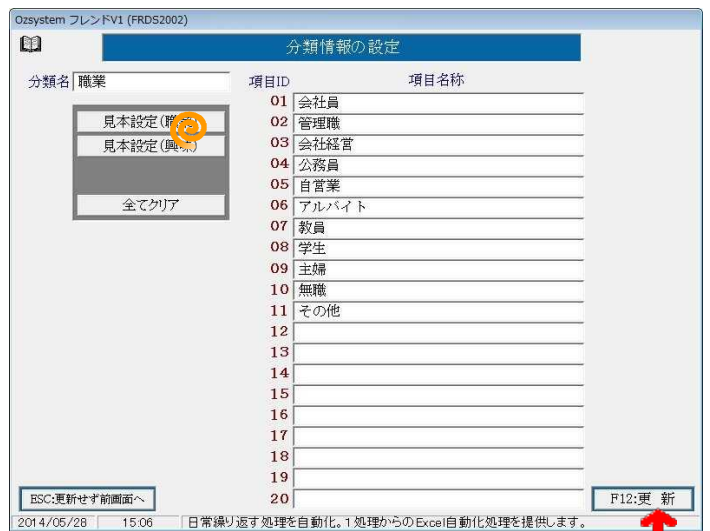 Ozsystem フレンドV1 (FRDS2002)
分類情報の設定
分類名 職業
項目ID 項目名称
見本設定(職
見本設定(興
全てクリア
01 会社員
02 管理職
03 会社経営
04 公務員
05 自営業
06 アルバイト
07 教員
08 学生
09 主婦
10 無職
11 その他
12
13
14
15
16
17
18
19
20
ESC:更新せず前画面へ
F12:更 新
2014/05/28 15:06 日常繰り返す処理を自動化。1処理からのExcel自動化処理を提供します。